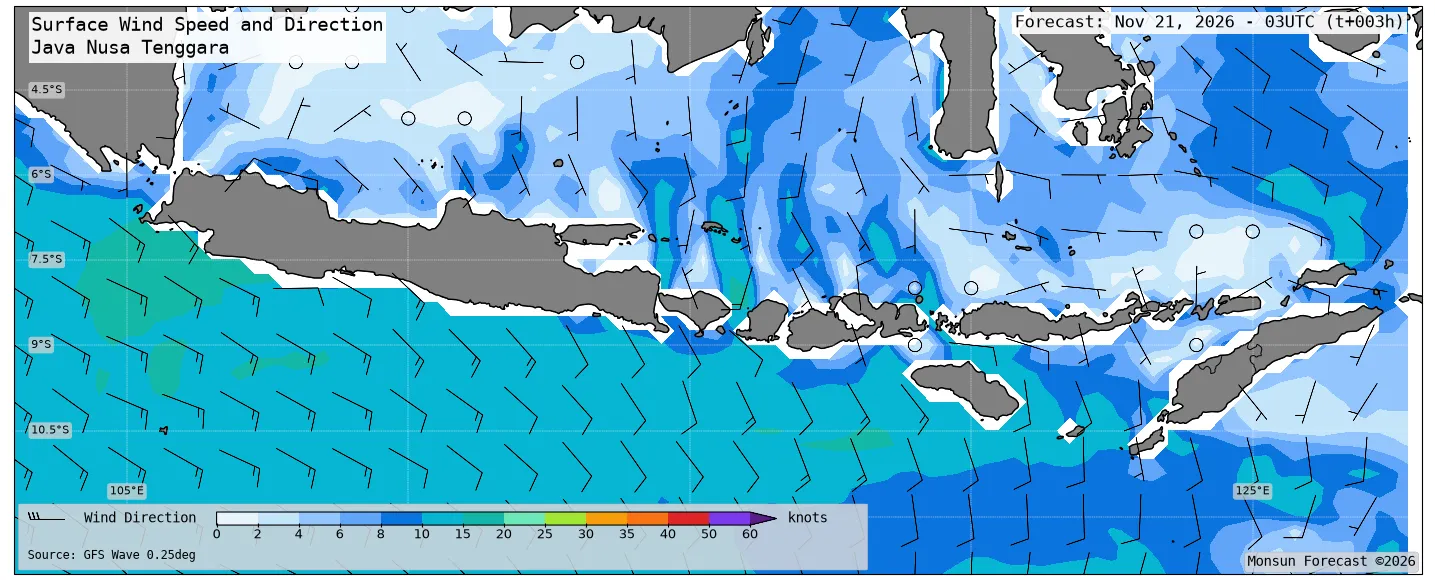 Surface Wind Speed and Direction
Java Nusa Tenggara
Forecast: Nov 21, 2026 - 03UTC (t+003h)
4.5°S
6°S
7.5°S
9°S
10.5°S
105°E
125°E
Wind Direction
0 2 4 6 8 10 15 20 25 30 35 40 50 60
knots
Source: GFS Wave 0.25deg
Monsun Forecast ©2026